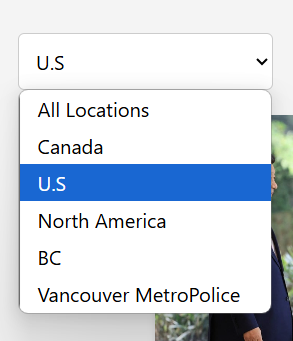 U.S
All Locations
Canada
U.S
North America
BC
Vancouver MetroPolice